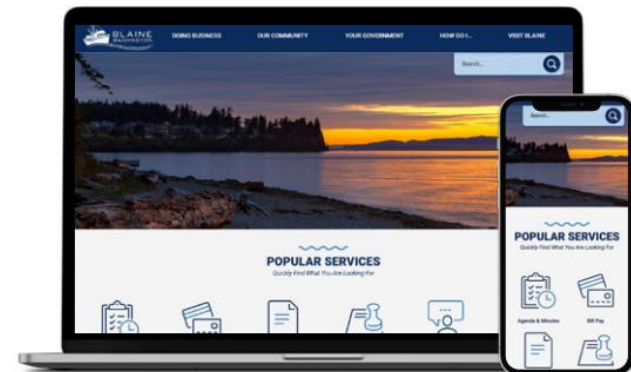 BLAINE
WASHINGTON
DOING BUSINESS
OUR COMMUNITY
YOUR GOVERNMENT
HOW DO I...
VISIT BLAINE
Search...
POPULAR SERVICES
Quickly Find What You Are Looking For
Search...
POPULAR SERVICES
Quickly Find What You Are Looking For
Agenda & Minutes
Bill Pay